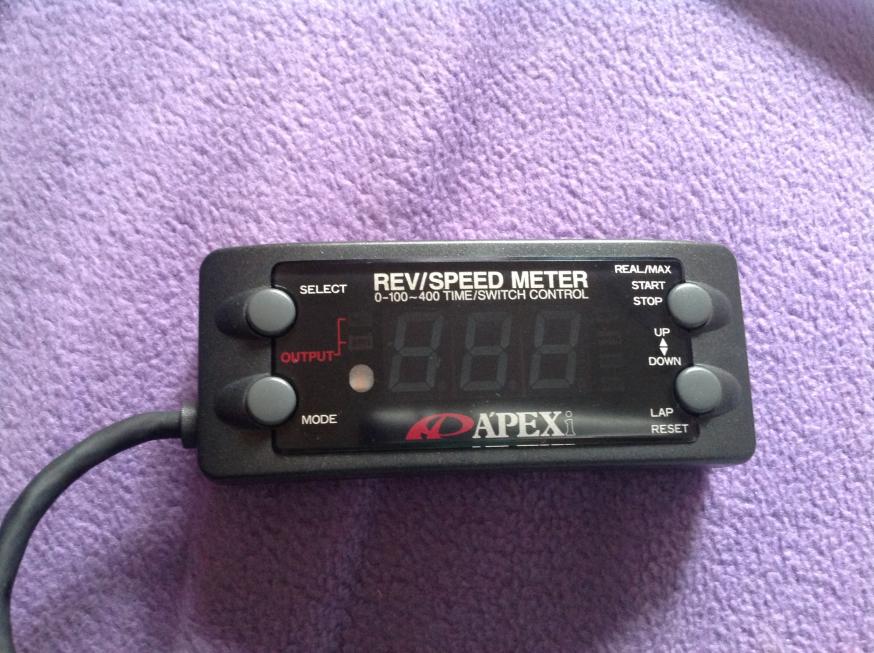 REV/SPEED METER
0-100~400 TIME/SWITCH CONTROL
SELECT
OUTPUT
MODE
REAL/MAX
START
STOP
UP
DOWN
LAP
RESET
A'PEXi